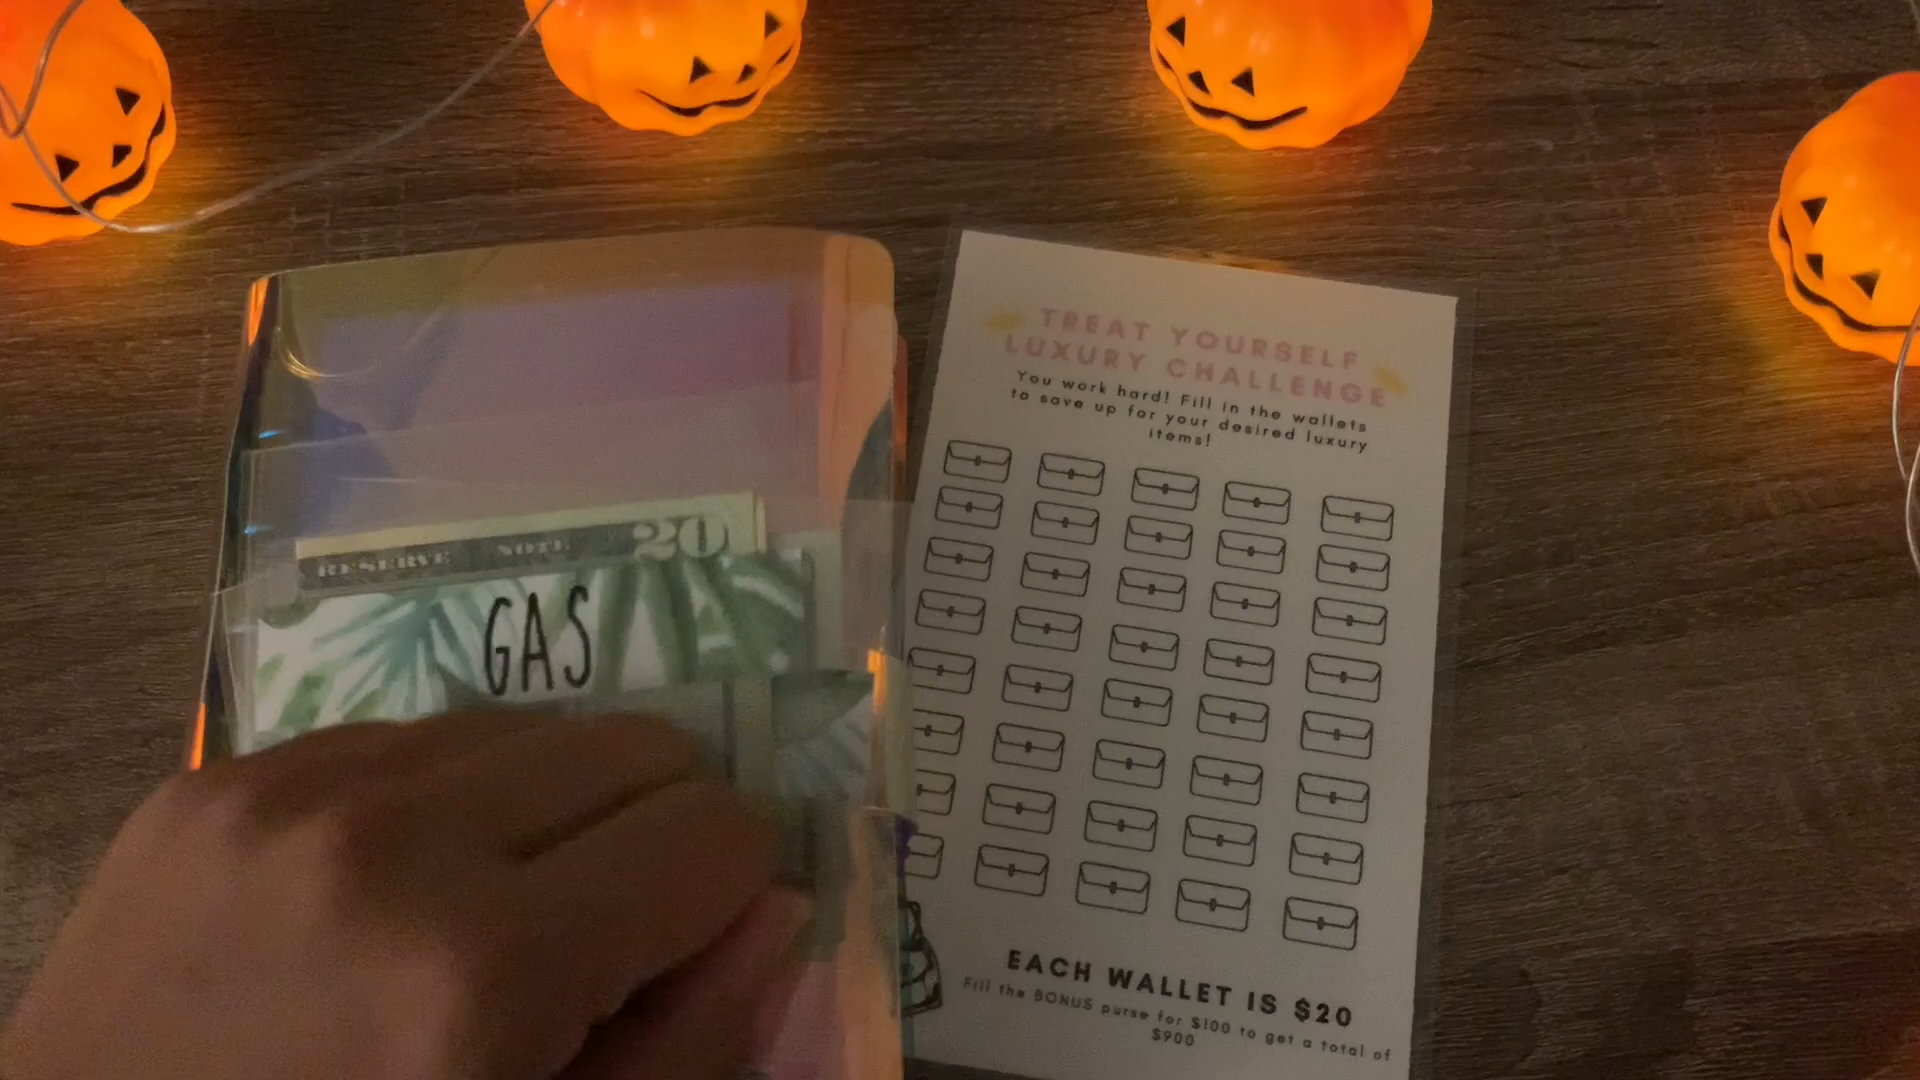 RESERVE NOTE 20
GAS
TREAT YOURSELF
LUXURY CHALLENGE
You work hard! Fill in the wallets
to save up for your desired luxury
items!
EACH WALLET IS $20
Fill the BONUS purse for $100 to get a total of
$900